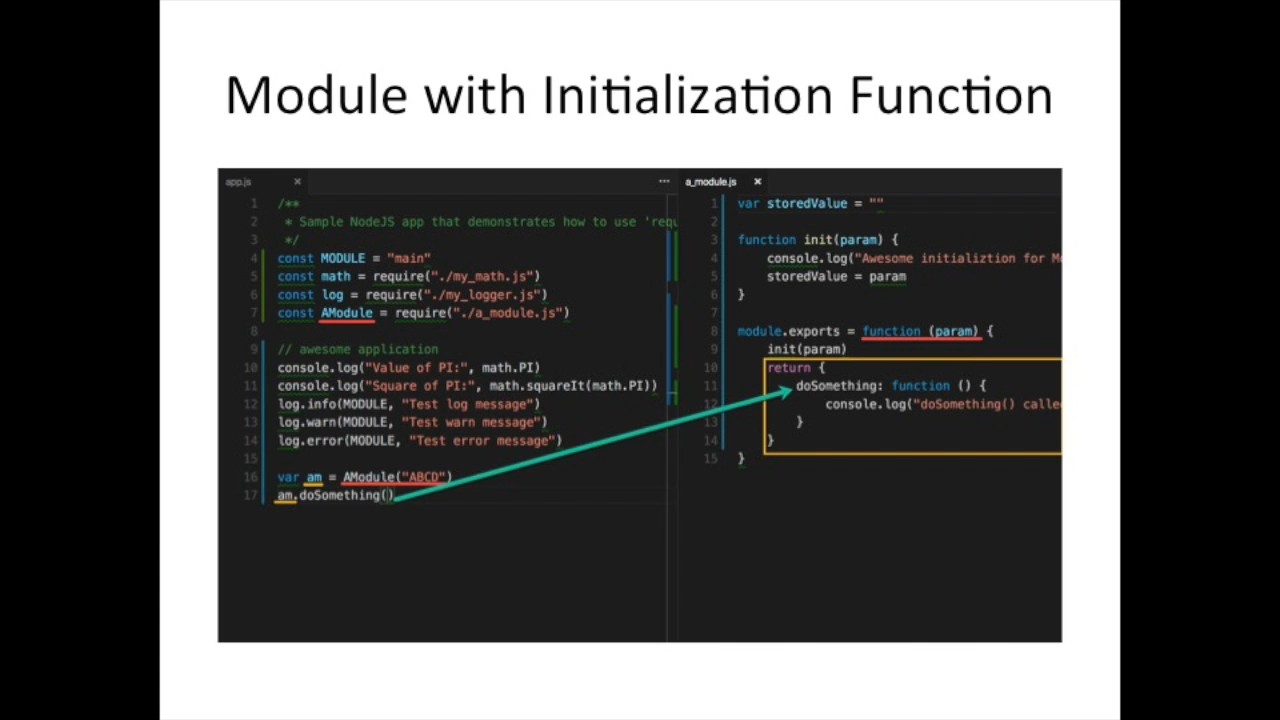 Module with Initialization Function
app.js × ···
1 /**
2  * Sample NodeJS app that demonstrates how to use 'requ
3  */
4 const MODULE = "main"
5 const math = require("./my_math.js")
6 const log = require("./my_logger.js")
7 const AModule = require("./a_module.js")
8
9 // awesome application
10 console.log("Value of PI:", math.PI)
11 console.log("Square of PI:", math.squareIt(math.PI))
12 log.info(MODULE, "Test log message")
13 log.warn(MODULE, "Test warn message")
14 log.error(MODULE, "Test error message")
15
16 var am = AModule("ABCD")
17 am.doSomething()
a_module.js ×
1 var storedValue = ""
2
3 function init(param) {
4     console.log("Awesome initializtion for M
5     storedValue = param
6 }
7
8 module.exports = function (param) {
9     init(param)
10     return {
11         doSomething: function () {
12             console.log("doSomething() calle
13         }
14     }
15 }